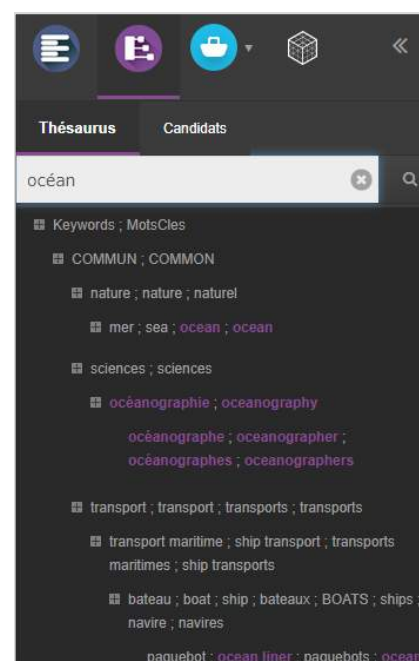 Thésaurus Candidats
océan
Keywords ; MotsCles
COMMUN ; COMMON
nature ; nature ; naturel
mer ; sea ; ocean ; ocean
sciences ; sciences
océanographie ; oceanography
océanographe ; oceanographer ;
océanographes ; oceanographers
transport ; transport ; transports ; transports
transport maritime ; ship transport ; transports
maritimes ; ship transports
bateau ; boat ; ship ; bateaux ; BOATS ; ships ;
navire ; navires
paquebot ; ocean liner ; paquebots ; ocean